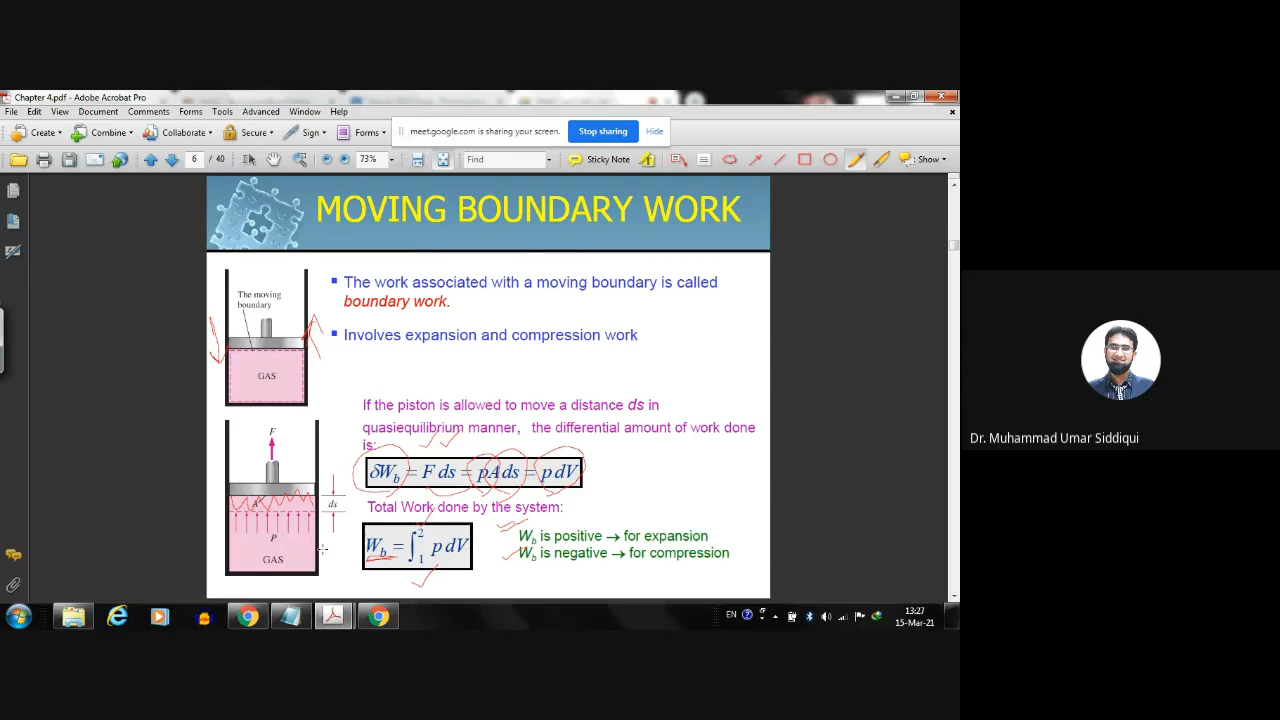 Chapter 4.pdf - Adobe Acrobat Pro
File Edit View Document Comments Forms Tools Advanced Window Help
Create Combine Collaborate Secure Sign Forms
meet.google.com is sharing your screen. Stop sharing Hide
6 / 40 73% Find Sticky Note Show
MOVING BOUNDARY WORK
The moving
boundary
GAS
▪ The work associated with a moving boundary is called
boundary work.
▪ Involves expansion and compression work
If the piston is allowed to move a distance ds in
quasiequilibrium manner, the differential amount of work done
is:
δW_b = F ds = pA ds = p dV
F
A
ds
P
GAS
Total Work done by the system:
W_b = ∫₁² p dV
W_b is positive → for expansion
W_b is negative → for compression
EN
13:27
15-Mar-21
Dr. Muhammad Umar Siddiqui